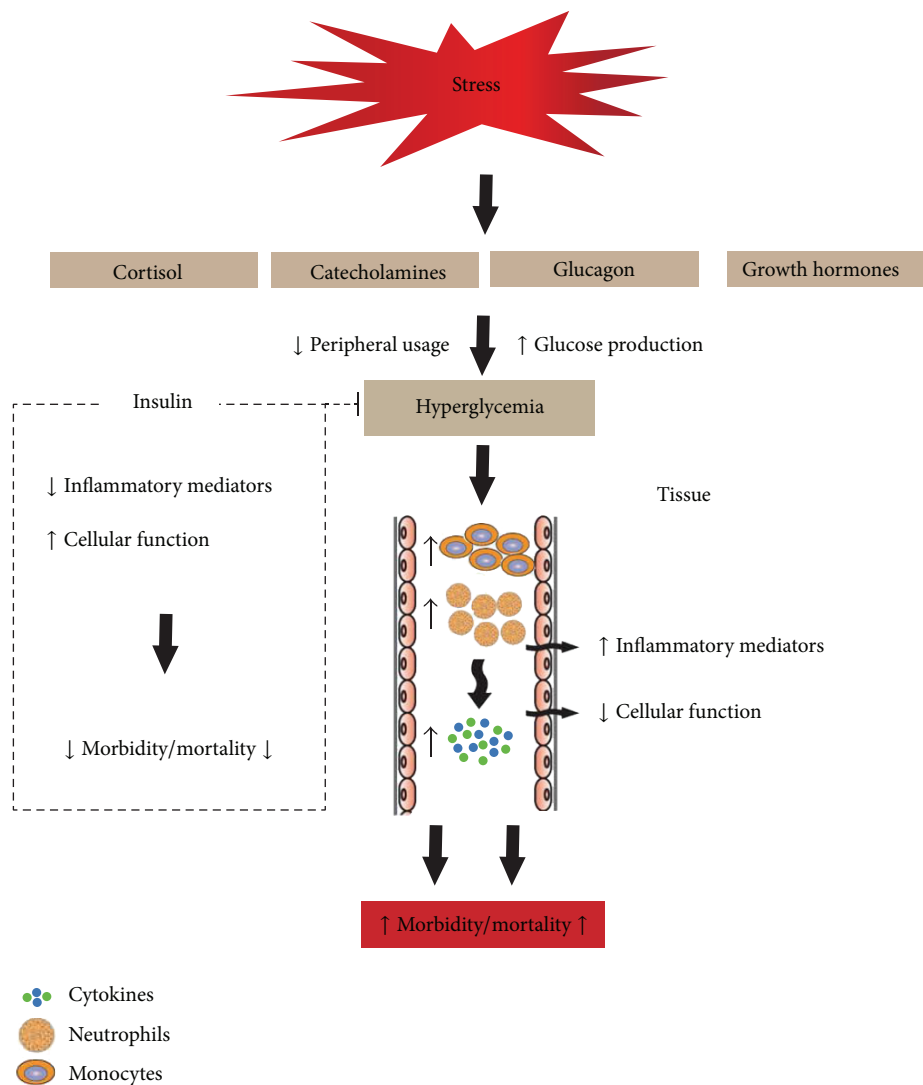 Stress
Cortisol
Catecholamines
Glucagon
Growth hormones
↓ Peripheral usage
↑ Glucose production
Insulin
Hyperglycemia
↓ Inflammatory mediators
↑ Cellular function
↓ Morbidity/mortality ↓
Tissue
↑
↑
↑ Inflammatory mediators
↓ Cellular function
↑
↑ Morbidity/mortality ↑
Cytokines
Neutrophils
Monocytes